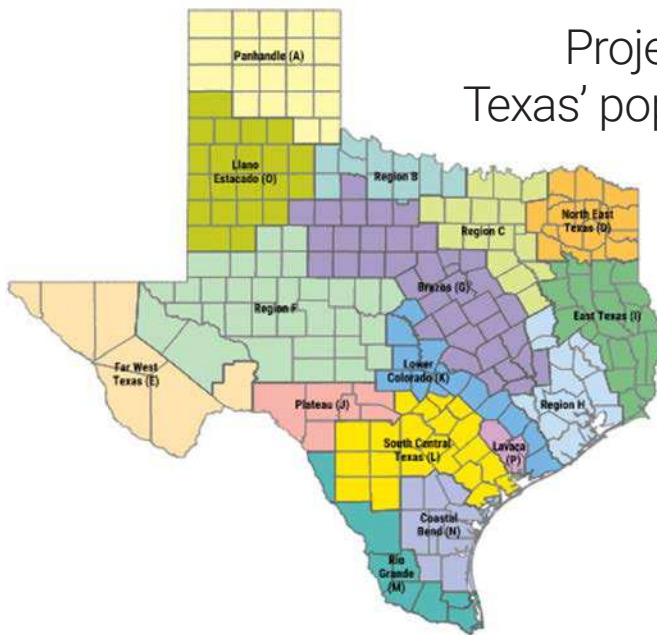 Proje
Texas’ pop
Panhandle (A)
Llano
Estacado (O)
Region B
Region C
North East
Texas (D)
Brazos (G)
Region F
East Texas (I)
Far West
Texas (E)
Lower
Colorado (K)
Region H
Plateau (J)
South Central
Texas (L)
Lavaca
(P)
Coastal
Bend (N)
Rio
Grande
(M)